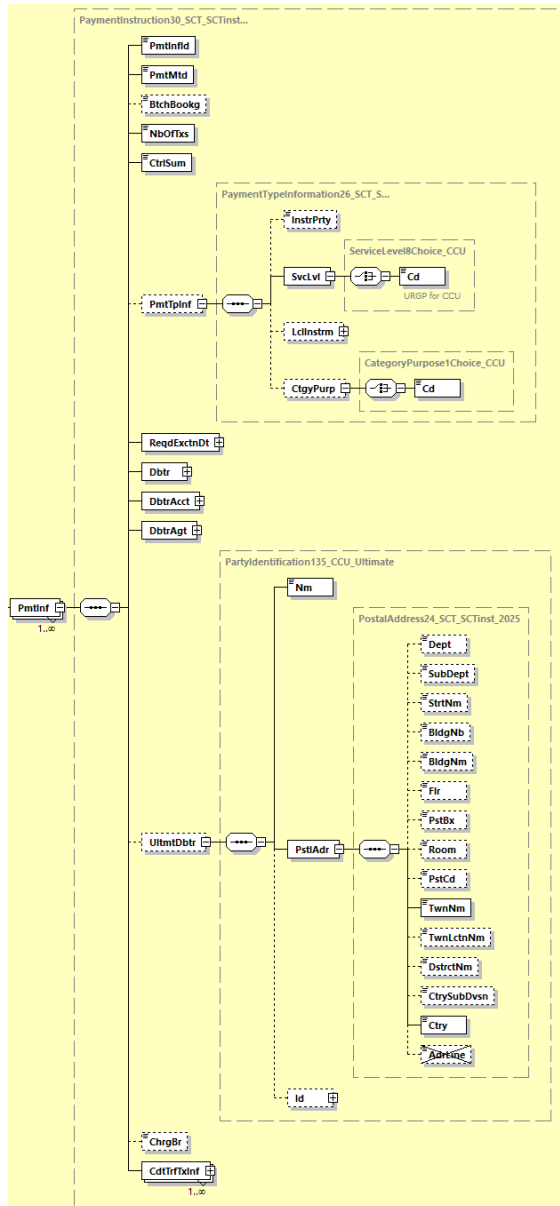 PaymentInstruction30_SCT_SCTinst...
PmtInfId
PmtMtd
BtchBookg
NbOfTxs
CtrlSum
PaymentTypeInformation26_SCT_S...
InstrPrty
ServiceLevel8Choice_CCU
SvcLvl
Cd
URGP for CCU
PmtTpInf
LclInstrm
CategoryPurpose1Choice_CCU
CtgyPurp
Cd
ReqdExctnDt
Dbtr
DbtrAcct
DbtrAgt
PartyIdentification135_CCU_Ultimate
Nm
PmtInf
1..∞
PostalAddress24_SCT_SCTinst_2025
Dept
SubDept
StrtNm
BldgNb
BldgNm
Flr
PstBx
UltmtDbtr
PstlAdr
Room
PstCd
TwnNm
TwnLctnNm
DstrctNm
CtrySubDvsn
Ctry
AdrLine
Id
ChrgBr
CdtTrfTxInf
1..∞